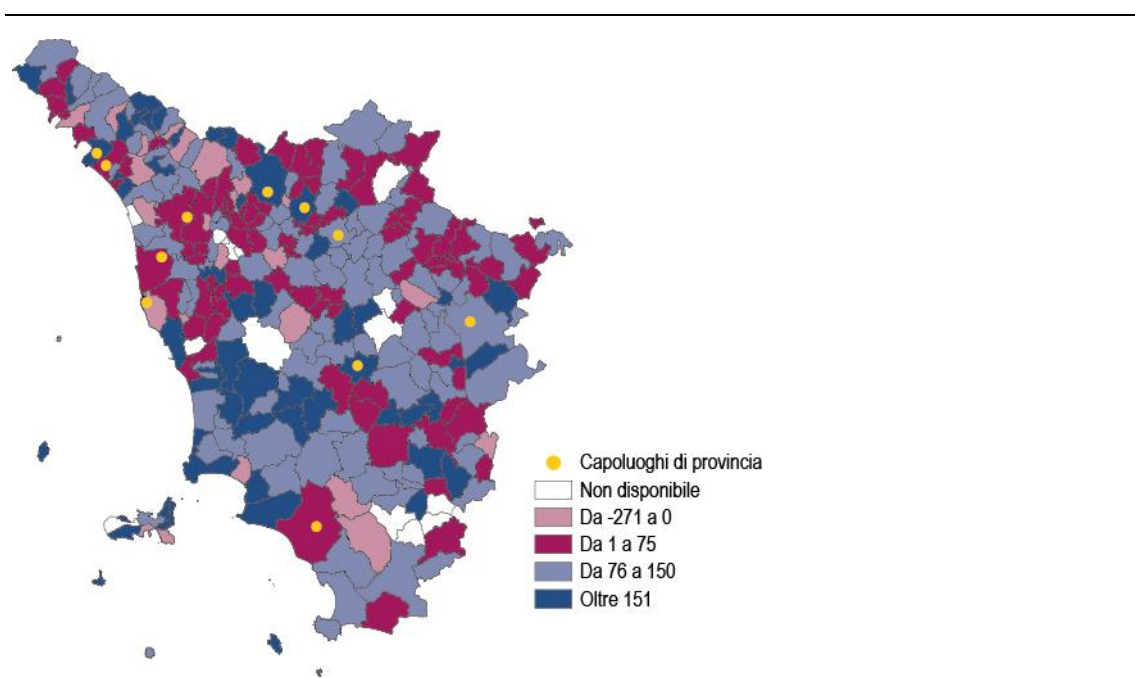 Capoluoghi di provincia
Non disponibile
Da -271 a 0
Da 1 a 75
Da 76 a 150
Oltre 151